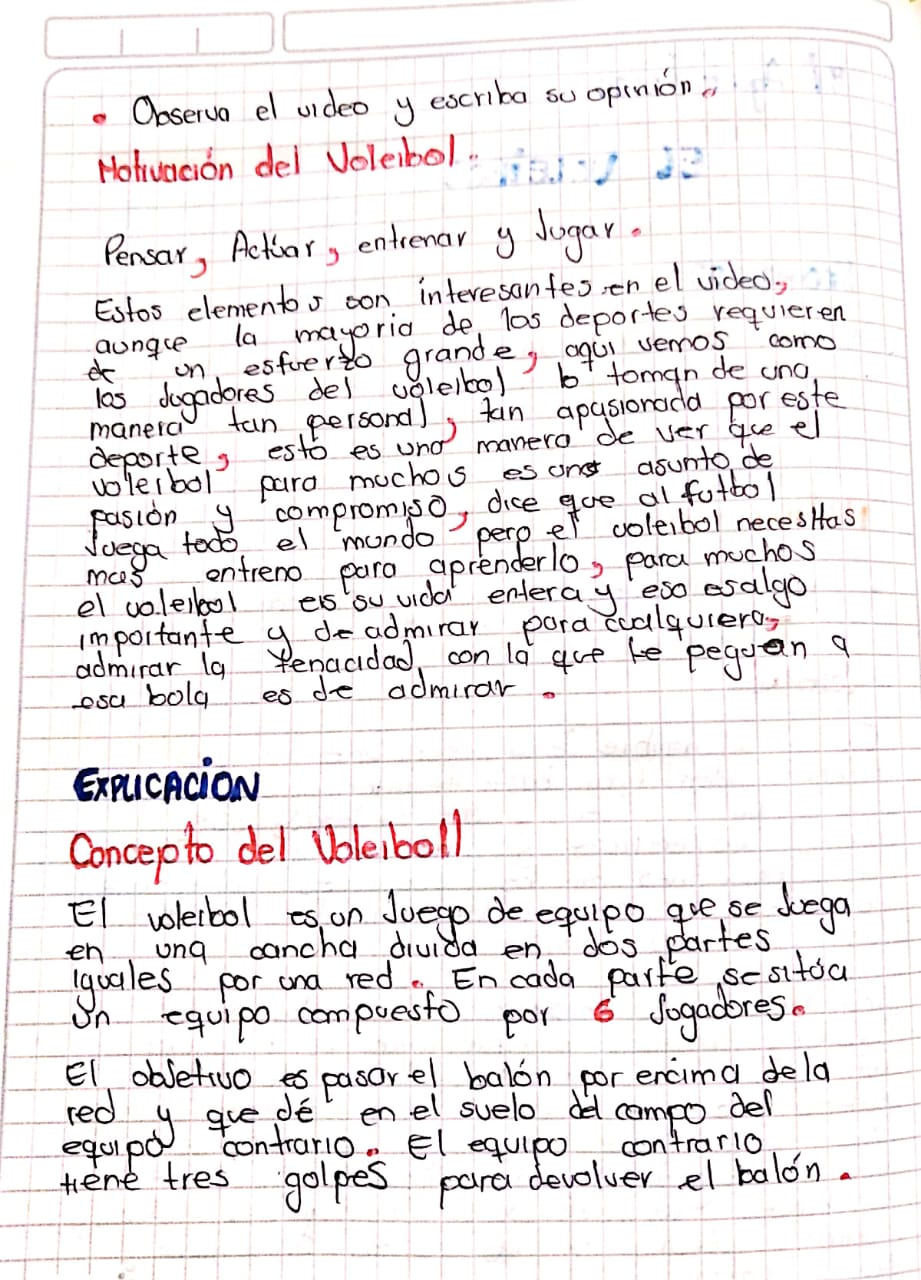 • Observa el video y escriba su opinión.
Motivación del Voleibol.
Pensar, Actuar, entrenar y Jugar.
Estos elementos son interesantes en el video,
aunque la mayoria de los deportes requieren
de un esfuerzo grande, aqui vemos como
los Jugadores del voleibol lo toman de una
manera tan personal, tan apasionada por este
deporte, esto es una manera de ver que el
voleibol para muchos es un asunto de
pasión y compromiso, dice que al futbol
Juega todo el mundo pero el voleibol necesitas
mas entreno para aprenderlo, para muchos
el voleibol es su vida entera y eso es algo
importante y de admirar para cualquiera,
admirar la tenacidad con la que le peguan a
esa bola es de admirar.
EXPLICACIÓN
Concepto del Voleiboll
El voleibol es un Juego de equipo que se Juega
en una cancha divida en dos partes
iguales por una red. En cada parte se sitúa
Un equipo compuesto por 6 Jugadores.
El objetivo es pasar el balón por encima de la
red y que dé en el suelo del campo del
equipo contrario. El equipo contrario
tiene tres golpes para devolver el balón.